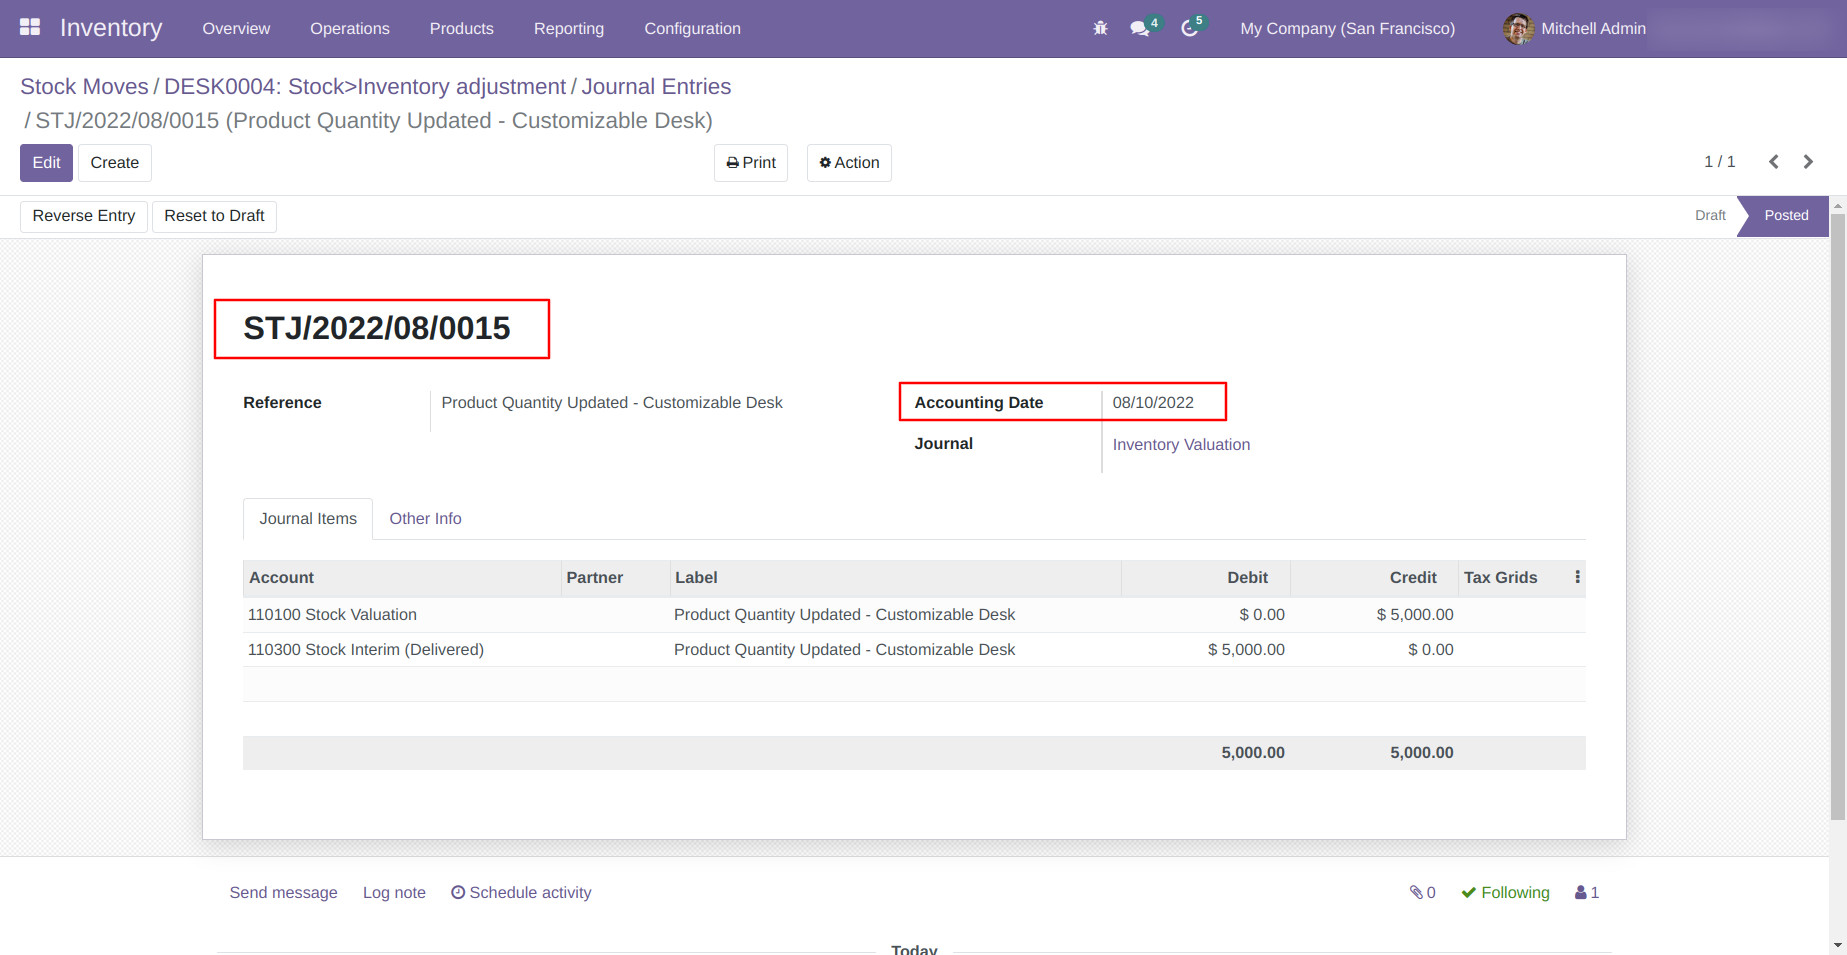 Inventory Overview Operations Products Reporting Configuration 4 5 My Company (San Francisco) Mitchell Admin
Stock Moves / DESK0004: Stock>Inventory adjustment / Journal Entries
/ STJ/2022/08/0015 (Product Quantity Updated - Customizable Desk)
Edit Create Print Action 1 / 1
Reverse Entry Reset to Draft Draft Posted
STJ/2022/08/0015
Reference Product Quantity Updated - Customizable Desk Accounting Date 08/10/2022
Journal Inventory Valuation
Journal Items Other Info
Account Partner Label Debit Credit Tax Grids
110100 Stock Valuation Product Quantity Updated - Customizable Desk $ 0.00 $ 5,000.00
110300 Stock Interim (Delivered) Product Quantity Updated - Customizable Desk $ 5,000.00 $ 0.00
5,000.00 5,000.00
Send message Log note Schedule activity 0 Following 1
Today